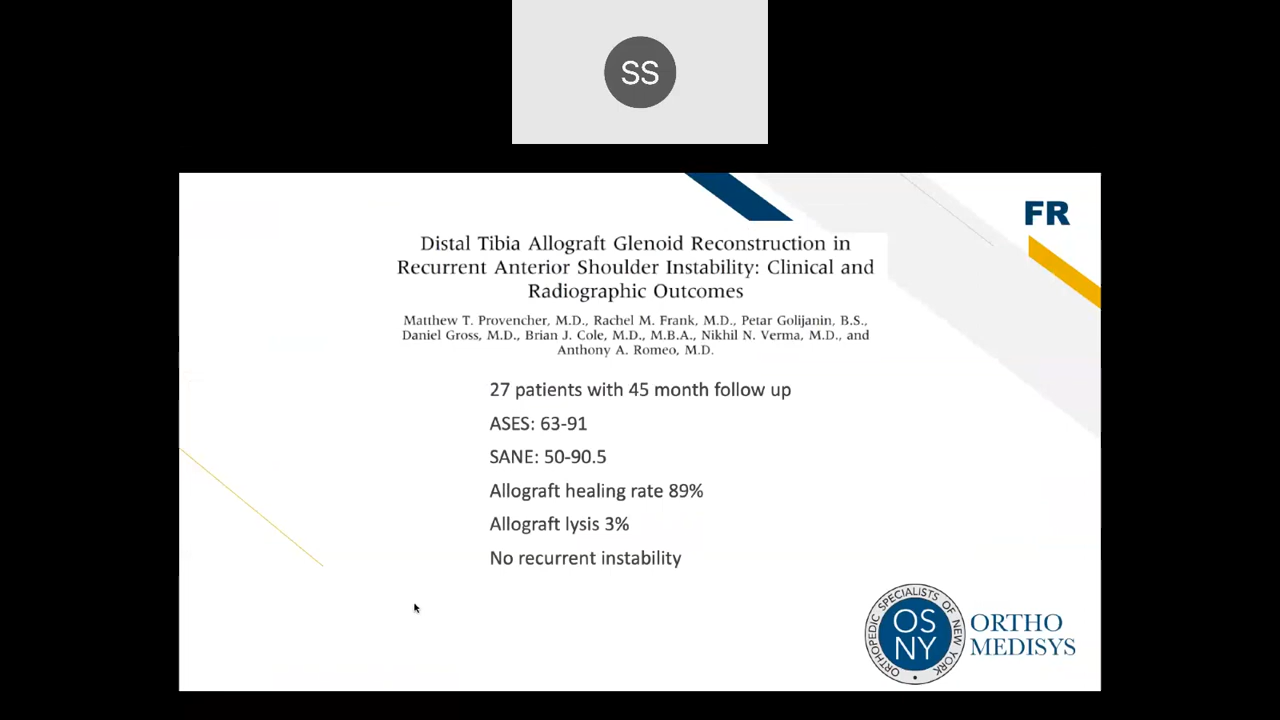 SS
FR
Distal Tibia Allograft Glenoid Reconstruction in
Recurrent Anterior Shoulder Instability: Clinical and
Radiographic Outcomes
Matthew T. Provencher, M.D., Rachel M. Frank, M.D., Petar Golijanin, B.S.,
Daniel Gross, M.D., Brian J. Cole, M.D., M.B.A., Nikhil N. Verma, M.D., and
Anthony A. Romeo, M.D.
27 patients with 45 month follow up
ASES: 63-91
SANE: 50-90.5
Allograft healing rate 89%
Allograft lysis 3%
No recurrent instability
ORTHOPEDIC SPECIALISTS OF NEW YORK
OS
NY
ORTHO
MEDISYS